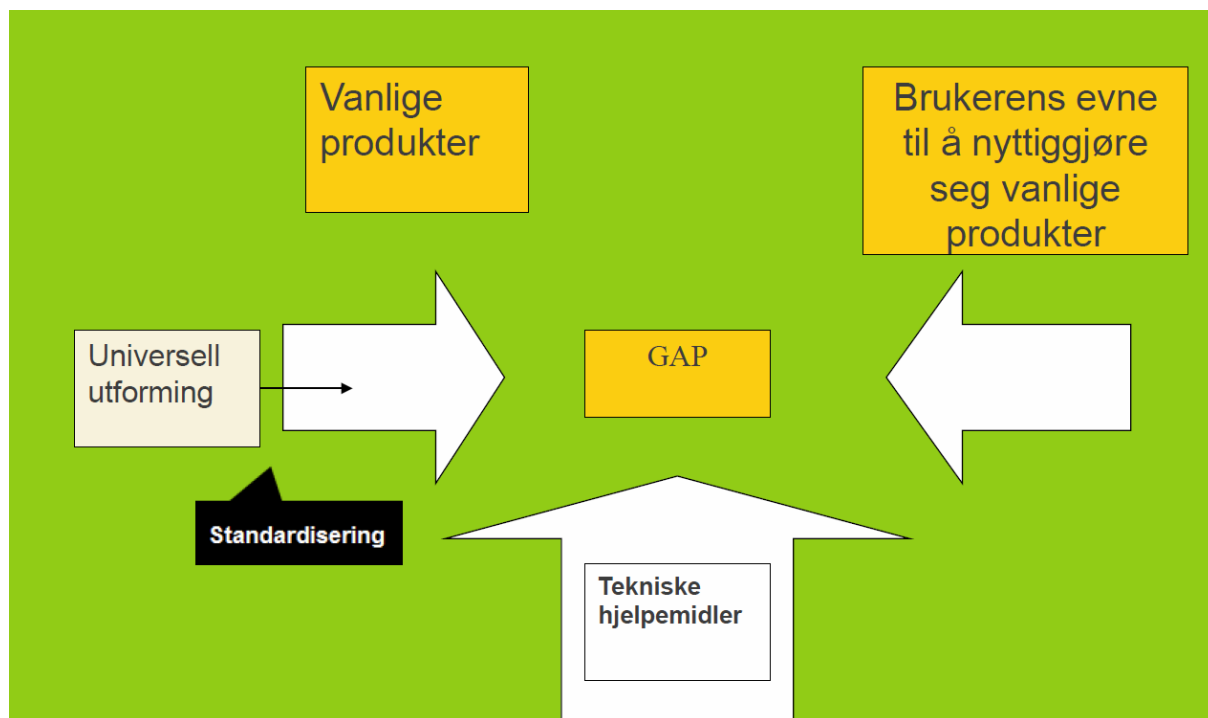 Vanlige
produkter
Brukerens evne
til å nyttiggjøre
seg vanlige
produkter
Universell
utforming
GAP
Standardisering
Tekniske
hjelpemidler